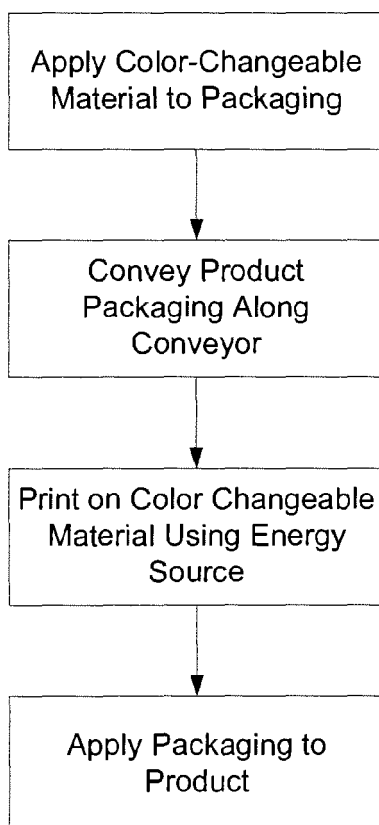 Apply Color-Changeable
Material to Packaging
Convey Product
Packaging Along
Conveyor
Print on Color Changeable
Material Using Energy
Source
Apply Packaging to
Product